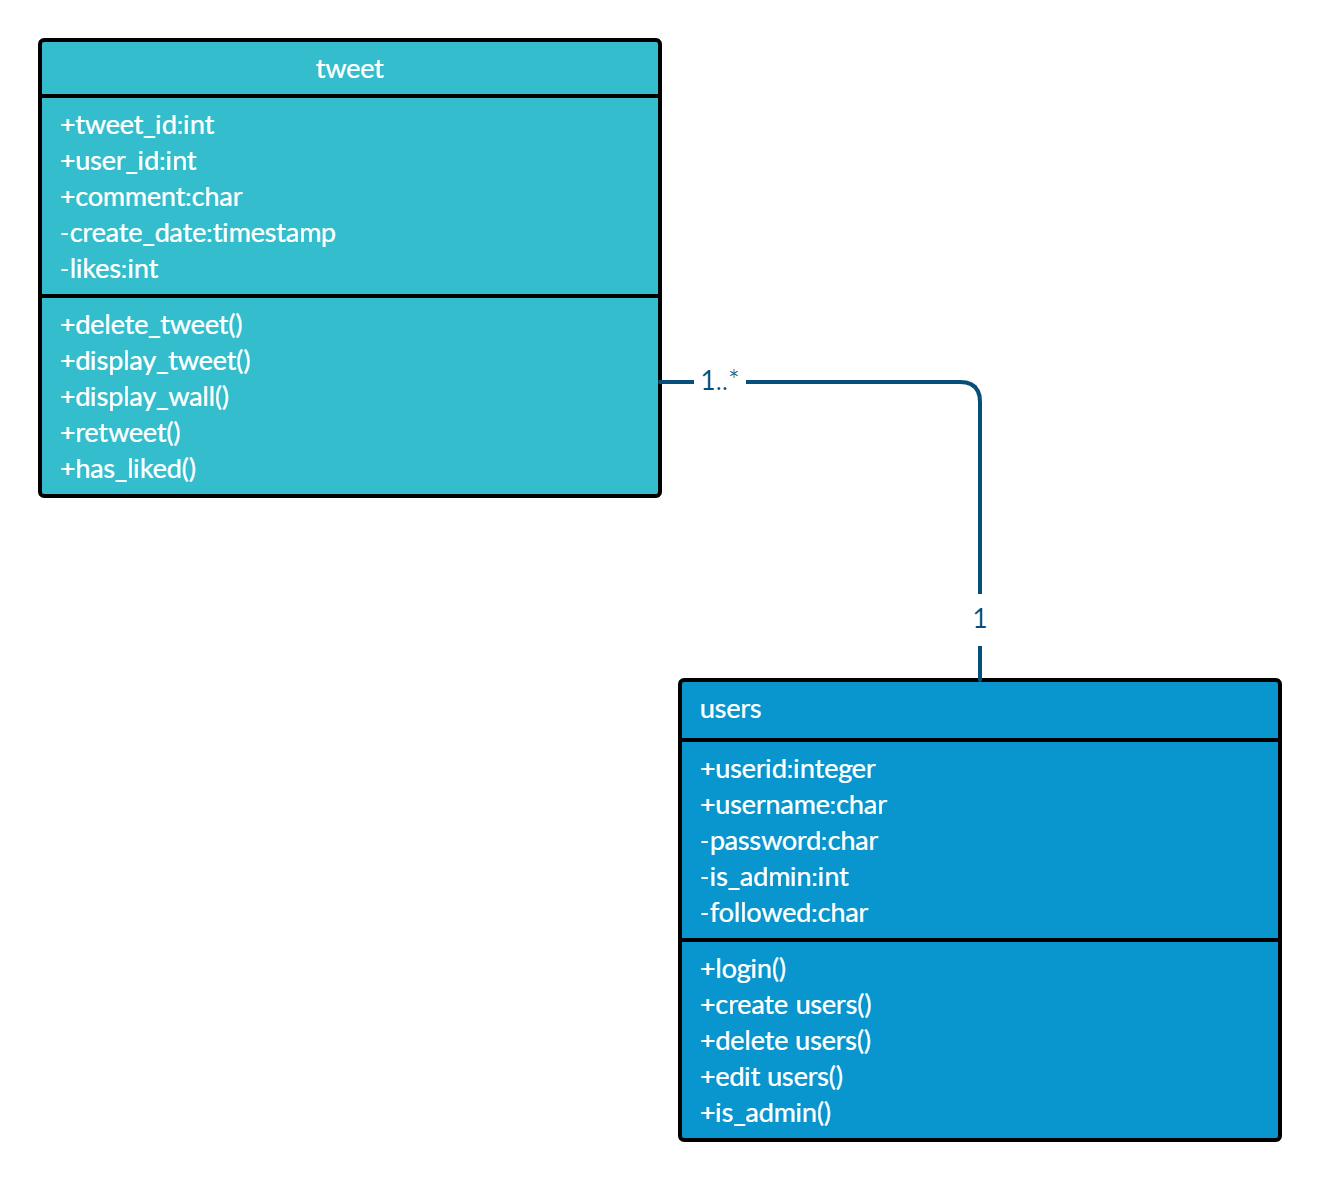 tweet
+tweet_id:int
+user_id:int
+comment:char
-create_date:timestamp
-likes:int
+delete_tweet()
+display_tweet()
+display_wall()
+retweet()
+has_liked()
1..*
1
users
+userid:integer
+username:char
-password:char
-is_admin:int
-followed:char
+login()
+create users()
+delete users()
+edit users()
+is_admin()